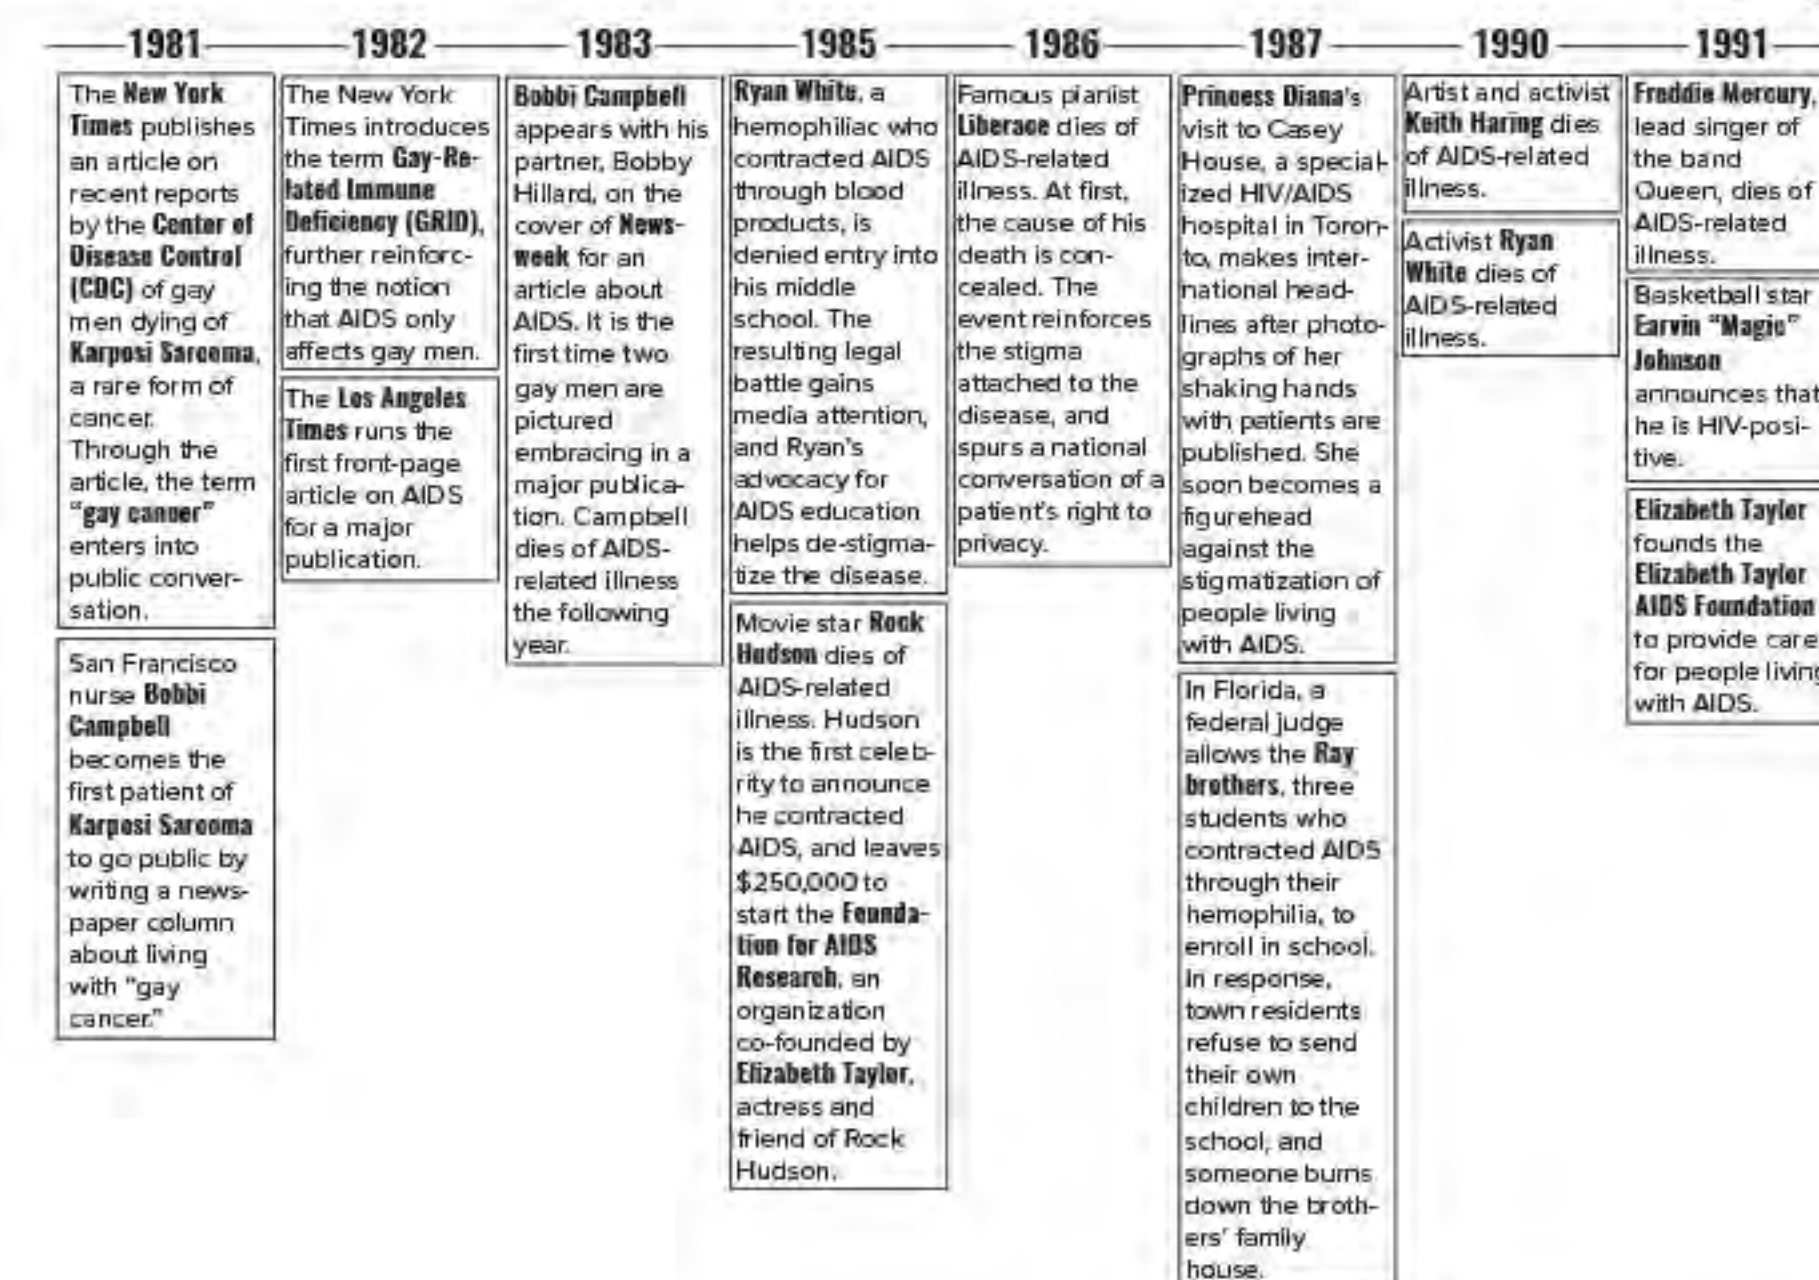 1981
The New York
Times publishes
an article on
recent reports
by the Center of
Disease Control
(CDC) of gay
men dying of
Karposi Sarcoma,
a rare form of
cancer.
Through the
article, the term
"gay cancer"
enters into
public conver-
sation.
San Francisco
nurse Bobbi
Campbell
becomes the
first patient of
Karposi Sarcoma
to go public by
writing a news-
paper column
about living
with "gay
cancer."
1982
The New York
Times introduces
the term Gay-Re-
lated Immune
Deficiency (GRID),
further reinforc-
ing the notion
that AIDS only
affects gay men.
The Los Angeles
Times runs the
first front-page
article on AIDS
for a major
publication.
1983
Bobbi Campbell
appears with his
partner, Bobby
Hillard, on the
cover of News-
week for an
article about
AIDS. It is the
first time two
gay men are
pictured
embracing in a
major publica-
tion. Campbell
dies of AIDS-
related illness
the following
year.
1985
Ryan White, a
hemophiliac who
contracted AIDS
through blood
products, is
denied entry into
his middle
school. The
resulting legal
battle gains
media attention,
and Ryan's
advocacy for
AIDS education
helps de-stigma-
tize the disease.
Movie star Rock
Hudson dies of
AIDS-related
illness. Hudson
is the first celeb-
rity to announce
he contracted
AIDS, and leaves
$250,000 to
start the Founda-
tion for AIDS
Research, an
organization
co-founded by
Elizabeth Taylor,
actress and
friend of Rock
Hudson.
1986
Famous pianist
Liberace dies of
AIDS-related
illness. At first,
the cause of his
death is con-
cealed. The
event reinforces
the stigma
attached to the
disease, and
spurs a national
conversation of a
patient's right to
privacy.
1987
Princess Diana's
visit to Casey
House, a special-
ized HIV/AIDS
hospital in Toron-
to, makes inter-
national head-
lines after photo-
graphs of her
shaking hands
with patients are
published. She
soon becomes a
figurehead
against the
stigmatization of
people living
with AIDS.
In Florida, a
federal judge
allows the Ray
brothers, three
students who
contracted AIDS
through their
hemophilia, to
enroll in school.
In response,
town residents
refuse to send
their own
children to the
school, and
someone burns
down the broth-
ers' family
house.
1990
Artist and activist
Keith Haring dies
of AIDS-related
illness.
Activist Ryan
White dies of
AIDS-related
illness.
1991
Freddie Mercury,
lead singer of
the band
Queen, dies of
AIDS-related
illness.
Basketball star
Earvin "Magic"
Johnson
announces that
he is HIV-posi-
tive.
Elizabeth Taylor
founds the
Elizabeth Taylor
AIDS Foundation
to provide care
for people living
with AIDS.